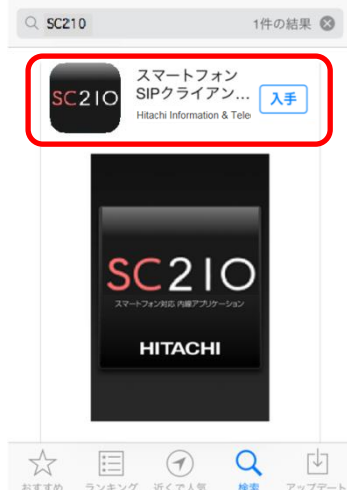 SC210
1件の結果
SC210
スマートフォン
SIPクライアン...
Hitachi Information & Tele
入手
SC210
スマートフォン対応 内線アプリケーション
HITACHI
おすすめ
ランキング
近くで人気
検索
アップデート